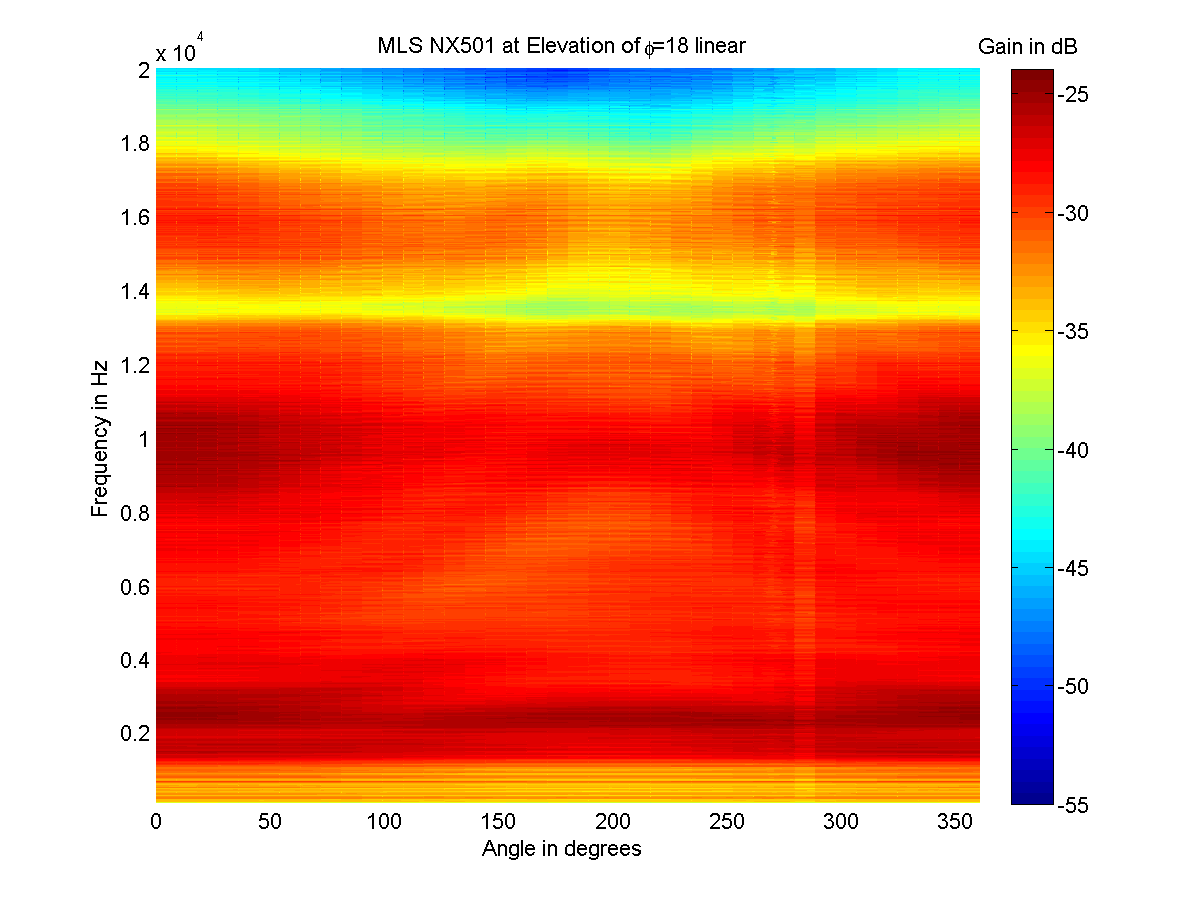 MLS NX501 at Elevation of ϕ=18 linear
Gain in dB
x 10^4
2
1.8
1.6
1.4
1.2
1
0.8
0.6
0.4
0.2
Frequency in Hz
0 50 100 150 200 250 300 350
Angle in degrees
-25
-30
-35
-40
-45
-50
-55